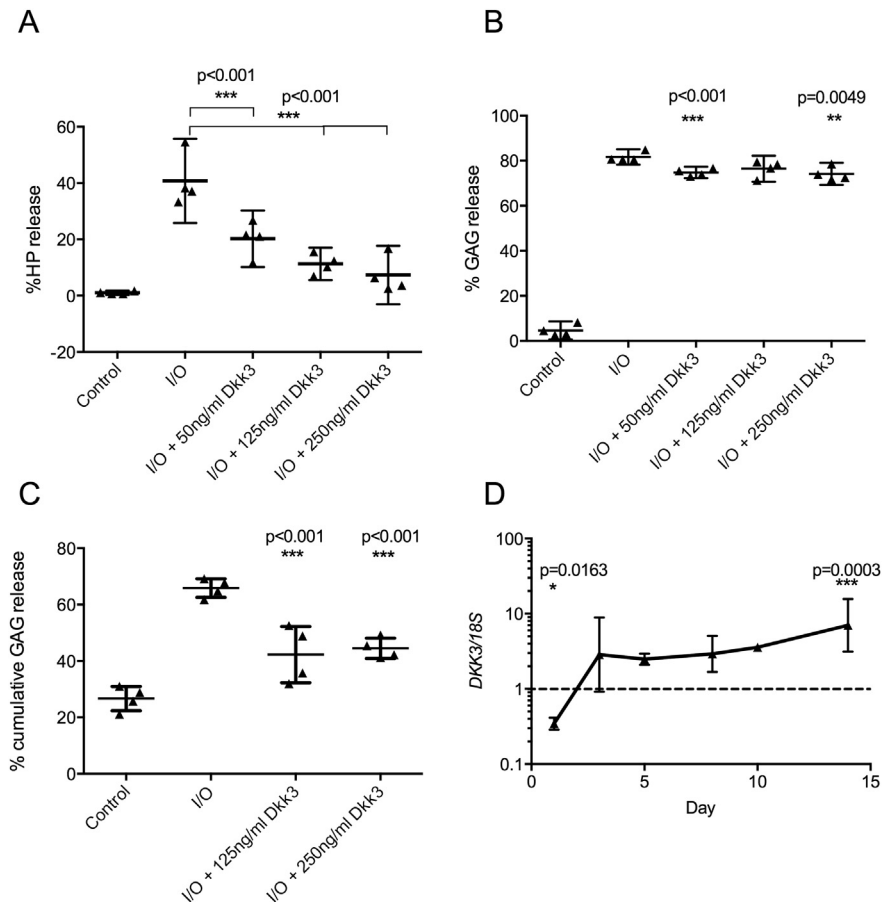 A
p<0.001
***
p<0.001
***
%HP release
60
40
20
0
-20
Control
I/O
I/O + 50ng/ml Dkk3
I/O + 125ng/ml Dkk3
I/O + 250ng/ml Dkk3
B
p<0.001
***
p=0.0049
**
% GAG release
100
80
60
40
20
0
Control
I/O
I/O + 50ng/ml Dkk3
I/O + 125ng/ml Dkk3
I/O + 250ng/ml Dkk3
C
p<0.001
***
p<0.001
***
% cumulative GAG release
80
60
40
20
0
Control
I/O
I/O + 125ng/ml Dkk3
I/O + 250ng/ml Dkk3
D
p=0.0163
*
p=0.0003
***
DKK3/18S
100
10
1
0.1
0
5
10
15
Day